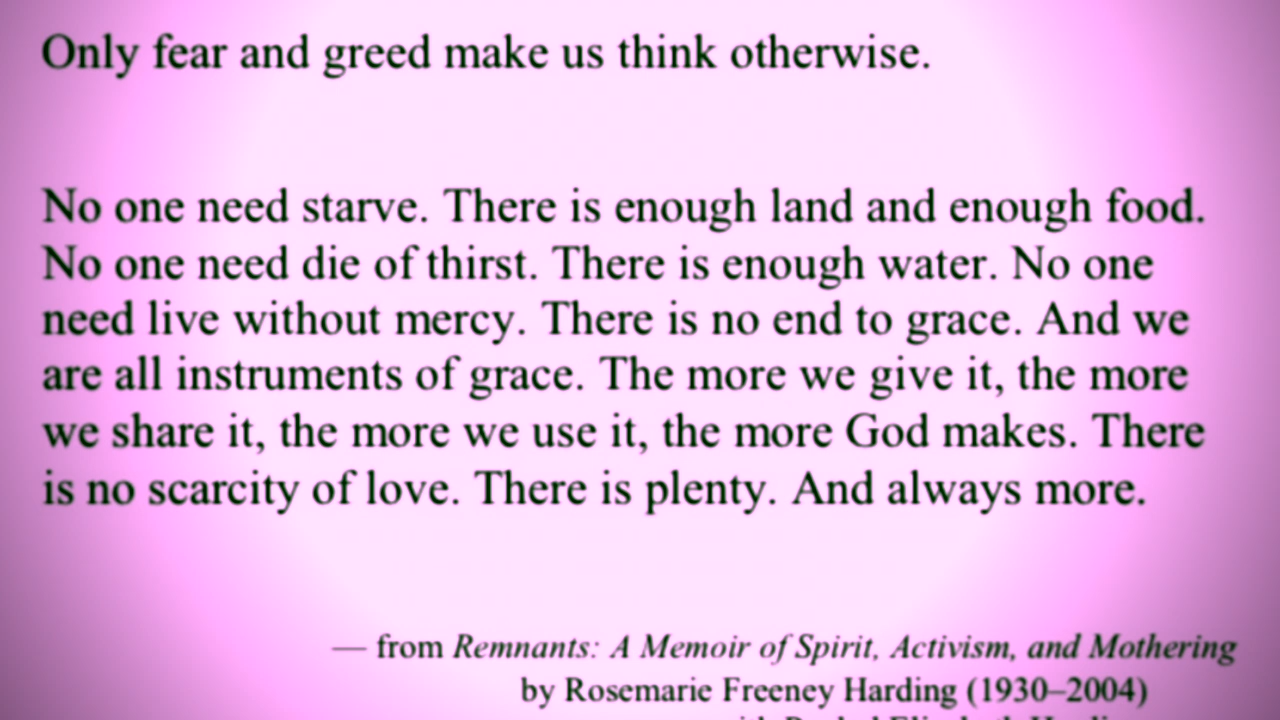 Only fear and greed make us think otherwise.
No one need starve. There is enough land and enough food.
No one need die of thirst. There is enough water. No one
need live without mercy. There is no end to grace. And we
are all instruments of grace. The more we give it, the more
we share it, the more we use it, the more God makes. There
is no scarcity of love. There is plenty. And always more.
— from Remnants: A Memoir of Spirit, Activism, and Mothering
by Rosemarie Freeney Harding (1930–2004)